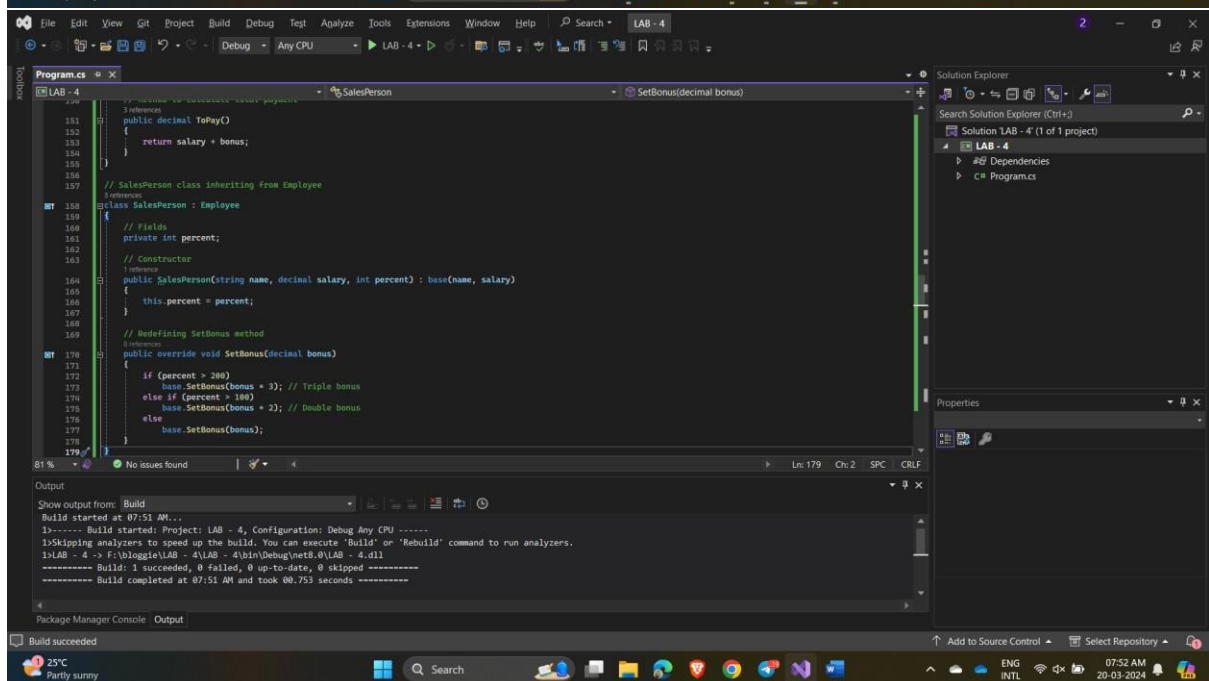 File Edit View Git Project Build Debug Test Analyze Tools Extensions Window Help Search LAB - 4 2
Debug Any CPU LAB - 4
Toolbox
Program.cs
LAB - 4 SalesPerson SetBonus(decimal bonus)
3 references
151 public decimal ToPay()
152 {
153 return salary + bonus;
154 }
155 }
156
157 // SalesPerson class inheriting from Employee
3 references
158 class SalesPerson : Employee
159 {
160 // Fields
161 private int percent;
162
163 // Constructor
1 reference
164 public SalesPerson(string name, decimal salary, int percent) : base(name, salary)
165 {
166 this.percent = percent;
167 }
168
169 // Redefining SetBonus method
8 references
170 public override void SetBonus(decimal bonus)
171 {
172 if (percent > 200)
173 base.SetBonus(bonus * 3); // Triple bonus
174 else if (percent > 100)
175 base.SetBonus(bonus * 2); // Double bonus
176 else
177 base.SetBonus(bonus);
178 }
179 }
81 % No issues found Ln: 179 Ch: 2 SPC CRLF
Solution Explorer
Search Solution Explorer (Ctrl+;)
Solution 'LAB - 4' (1 of 1 project)
LAB - 4
Dependencies
C# Program.cs
Properties
Output
Show output from: Build
Build started at 07:51 AM...
1>------ Build started: Project: LAB - 4, Configuration: Debug Any CPU ------
1>Skipping analyzers to speed up the build. You can execute 'Build' or 'Rebuild' command to run analyzers.
1>LAB - 4 -> F:\bloggie\LAB - 4\LAB - 4\bin\Debug\net8.0\LAB - 4.dll
========== Build: 1 succeeded, 0 failed, 0 up-to-date, 0 skipped ==========
========== Build completed at 07:51 AM and took 00.753 seconds ==========
Package Manager Console Output
Build succeeded Add to Source Control Select Repository
1 25°C
Partly sunny
Search
ENG
INTL
07:52 AM
20-03-2024